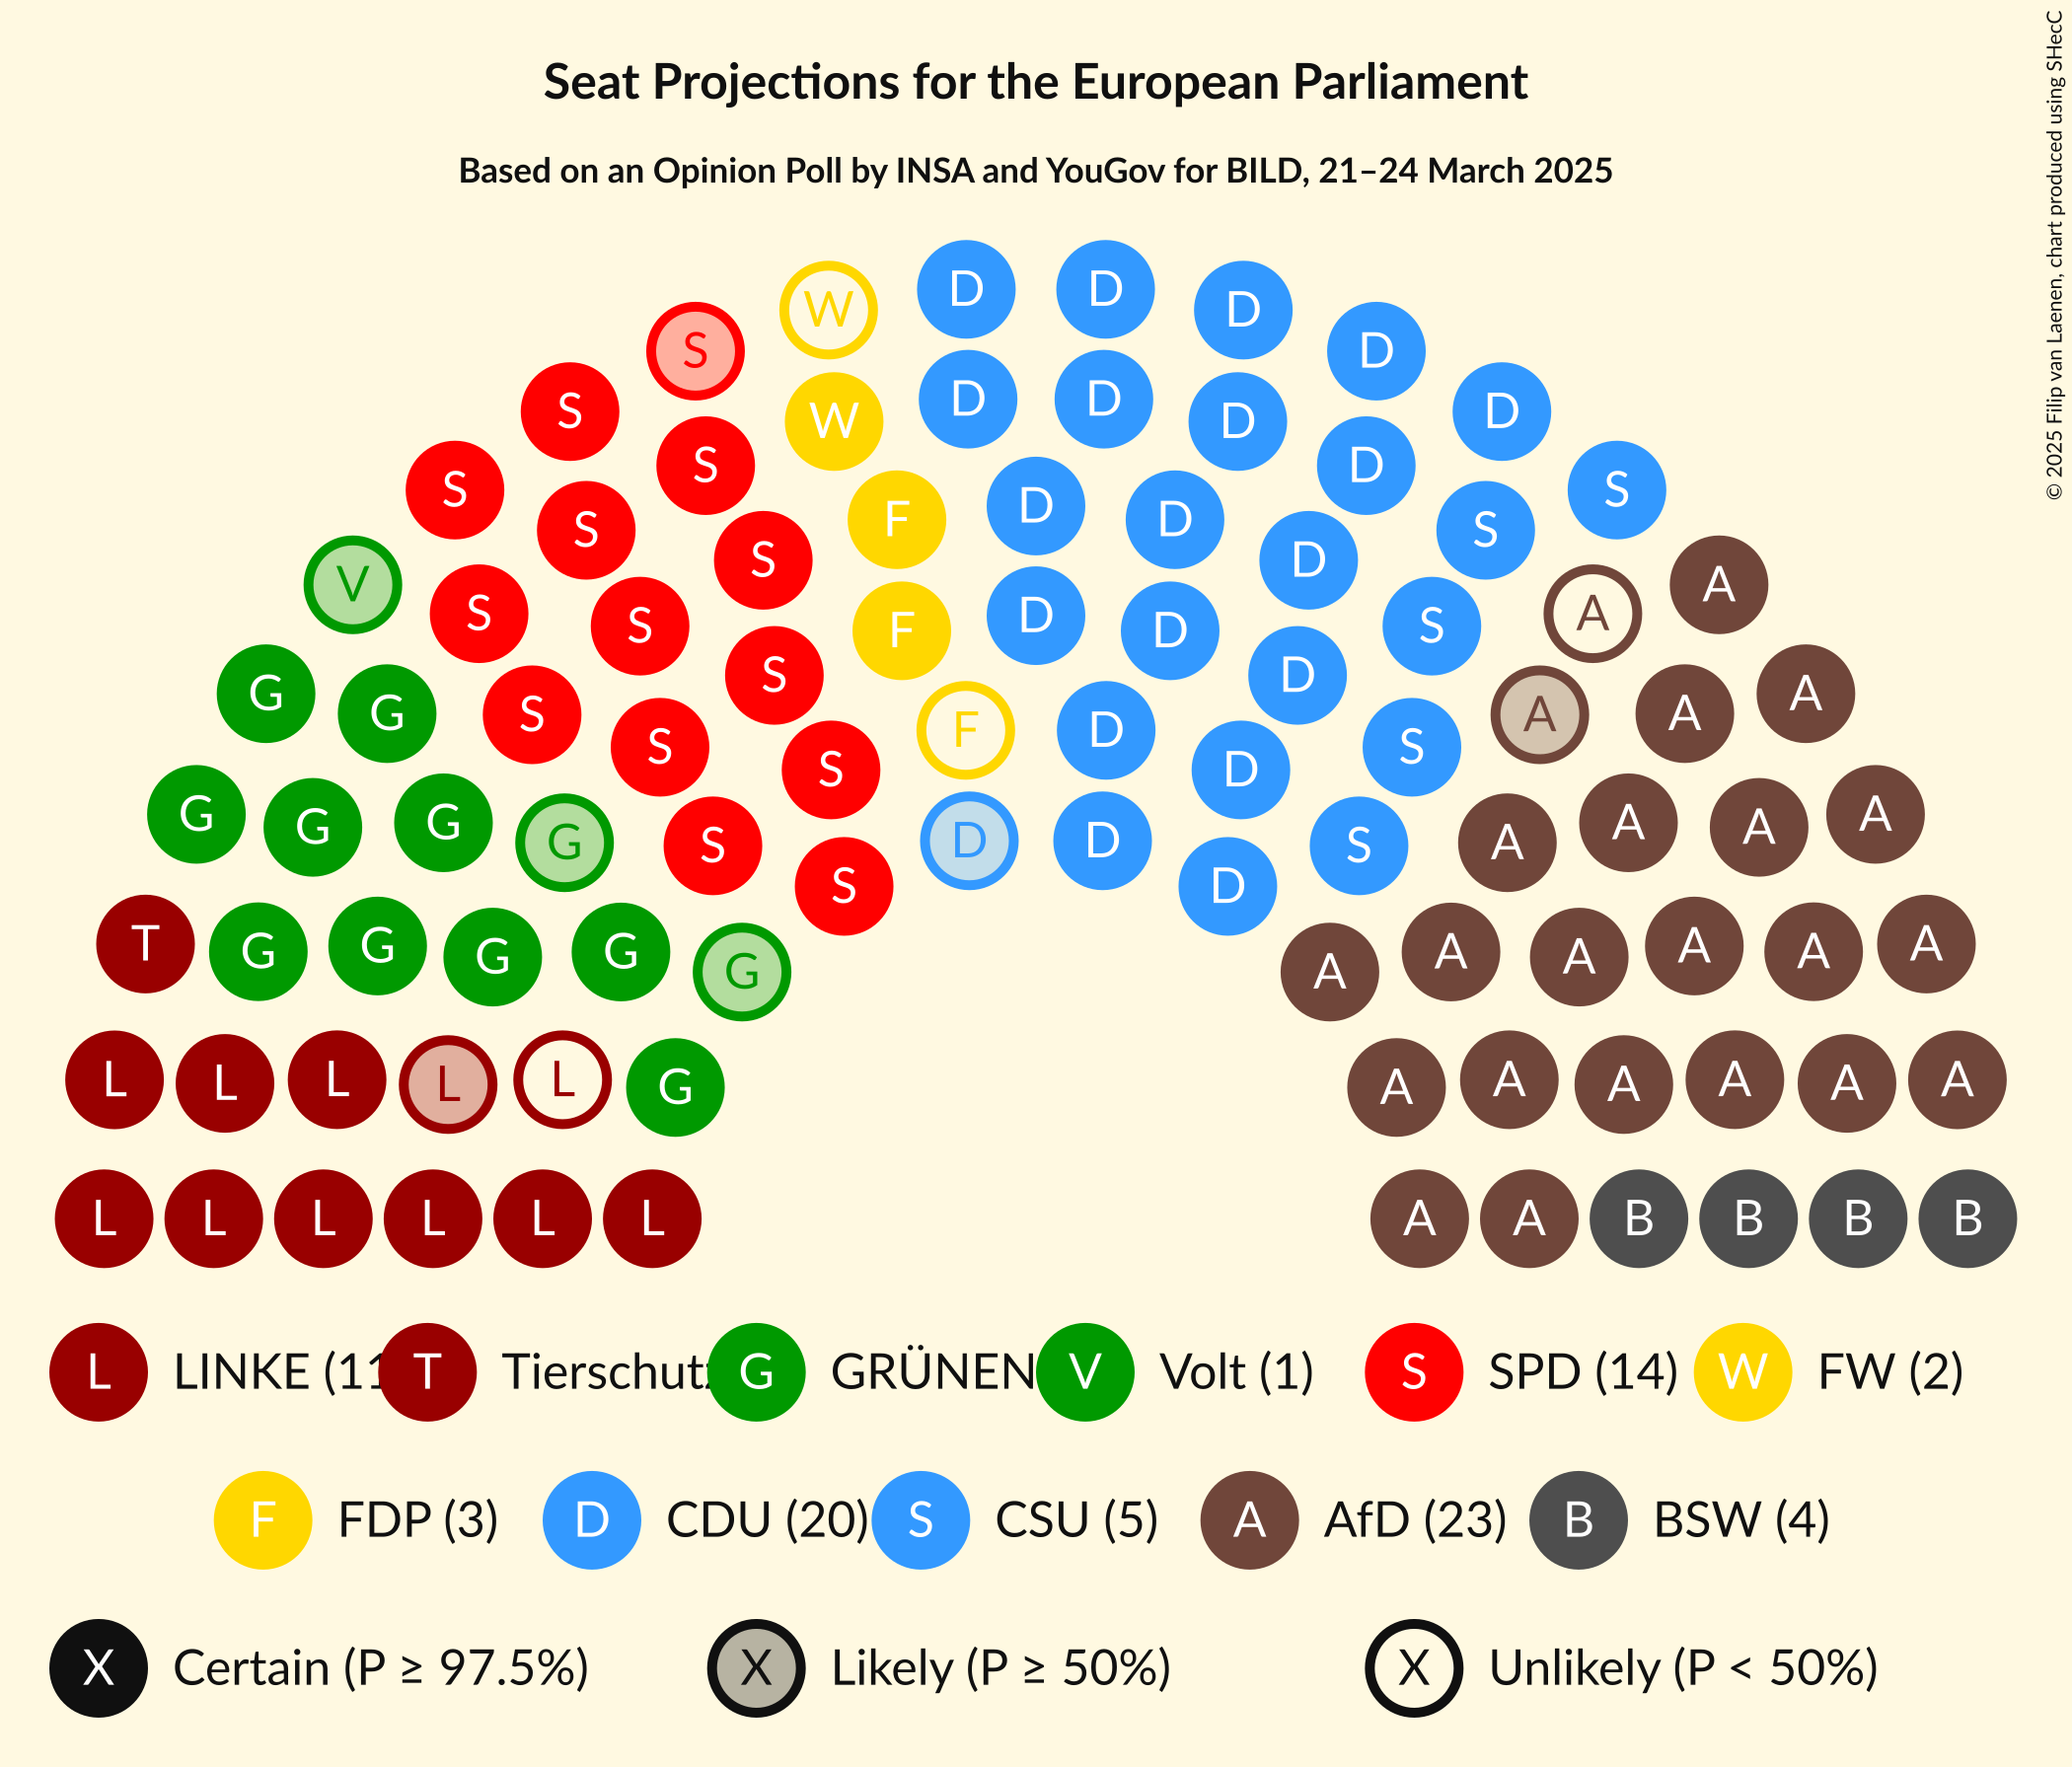 Seat Projections for the European Parliament
Based on an Opinion Poll by INSA and YouGov for BILD, 21–24 March 2025
© 2025 Filip van Laenen, chart produced using SHecC
D D
W D
S D
S D D D
W D
S S
S D
S F D D S
S S
F D D
V A
S D D A
S S
S D
G A
G S F D A A
S S
S D
G G A A
G G A A
G S D D S A
S D
T A
G G G G A A A A
G A
L L L L L G A A A A A A
L L L L L L A A B B B B
L LINKE (11 T Tierschut G GRÜNEN V Volt (1) S SPD (14) W FW (2)
F FDP (3) D CDU (20) S CSU (5) A AfD (23) B BSW (4)
X Certain (P ≥ 97.5%) X Likely (P ≥ 50%) X Unlikely (P < 50%)